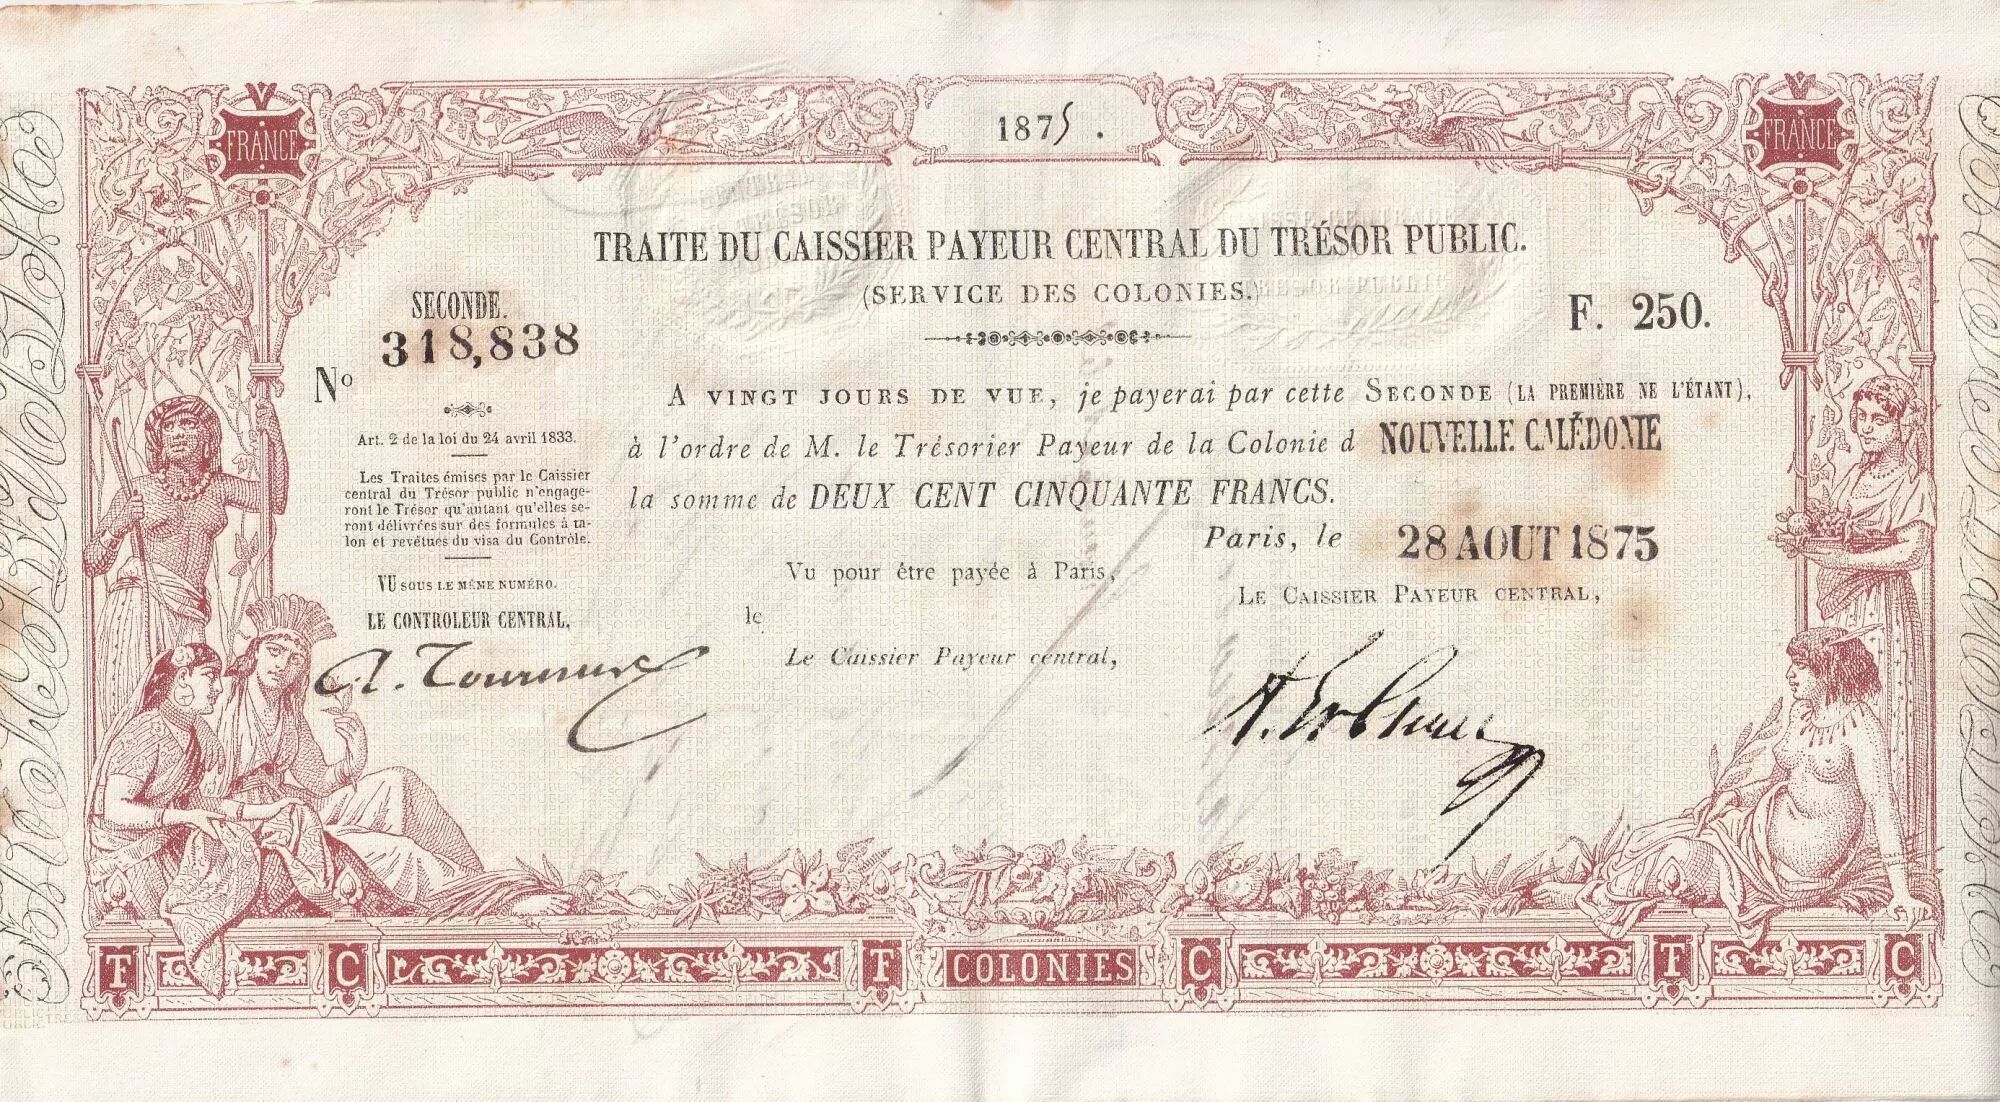 FRANCE
1875.
FRANCE
TRAITE DU CAISSIER PAYEUR CENTRAL DU TRÉSOR PUBLIC.
(SERVICE DES COLONIES.)
SECONDE.
No 318,838
F. 250.
Art. 2 de la loi du 24 avril 1833.
Les Traites émises par le Caissier
central du Trésor public n'engage-
ront le Trésor qu'autant qu'elles se-
ront délivrées sur des formules à ta-
lon et revêtues du visa du Contrôle.
VU SOUS LE MÊME NUMÉRO.
LE CONTROLEUR CENTRAL,
A VINGT JOURS DE VUE, je payerai par cette SECONDE (LA PREMIÈRE NE L'ÉTANT),
à l'ordre de M. le Trésorier Payeur de la Colonie d NOUVELLE CALÉDONIE
la somme de DEUX CENT CINQUANTE FRANCS.
Paris, le 28 AOUT 1875
Vu pour être payée à Paris,
le
Le Caissier Payeur central,
LE CAISSIER PAYEUR CENTRAL,
F C F COLONIES C F C